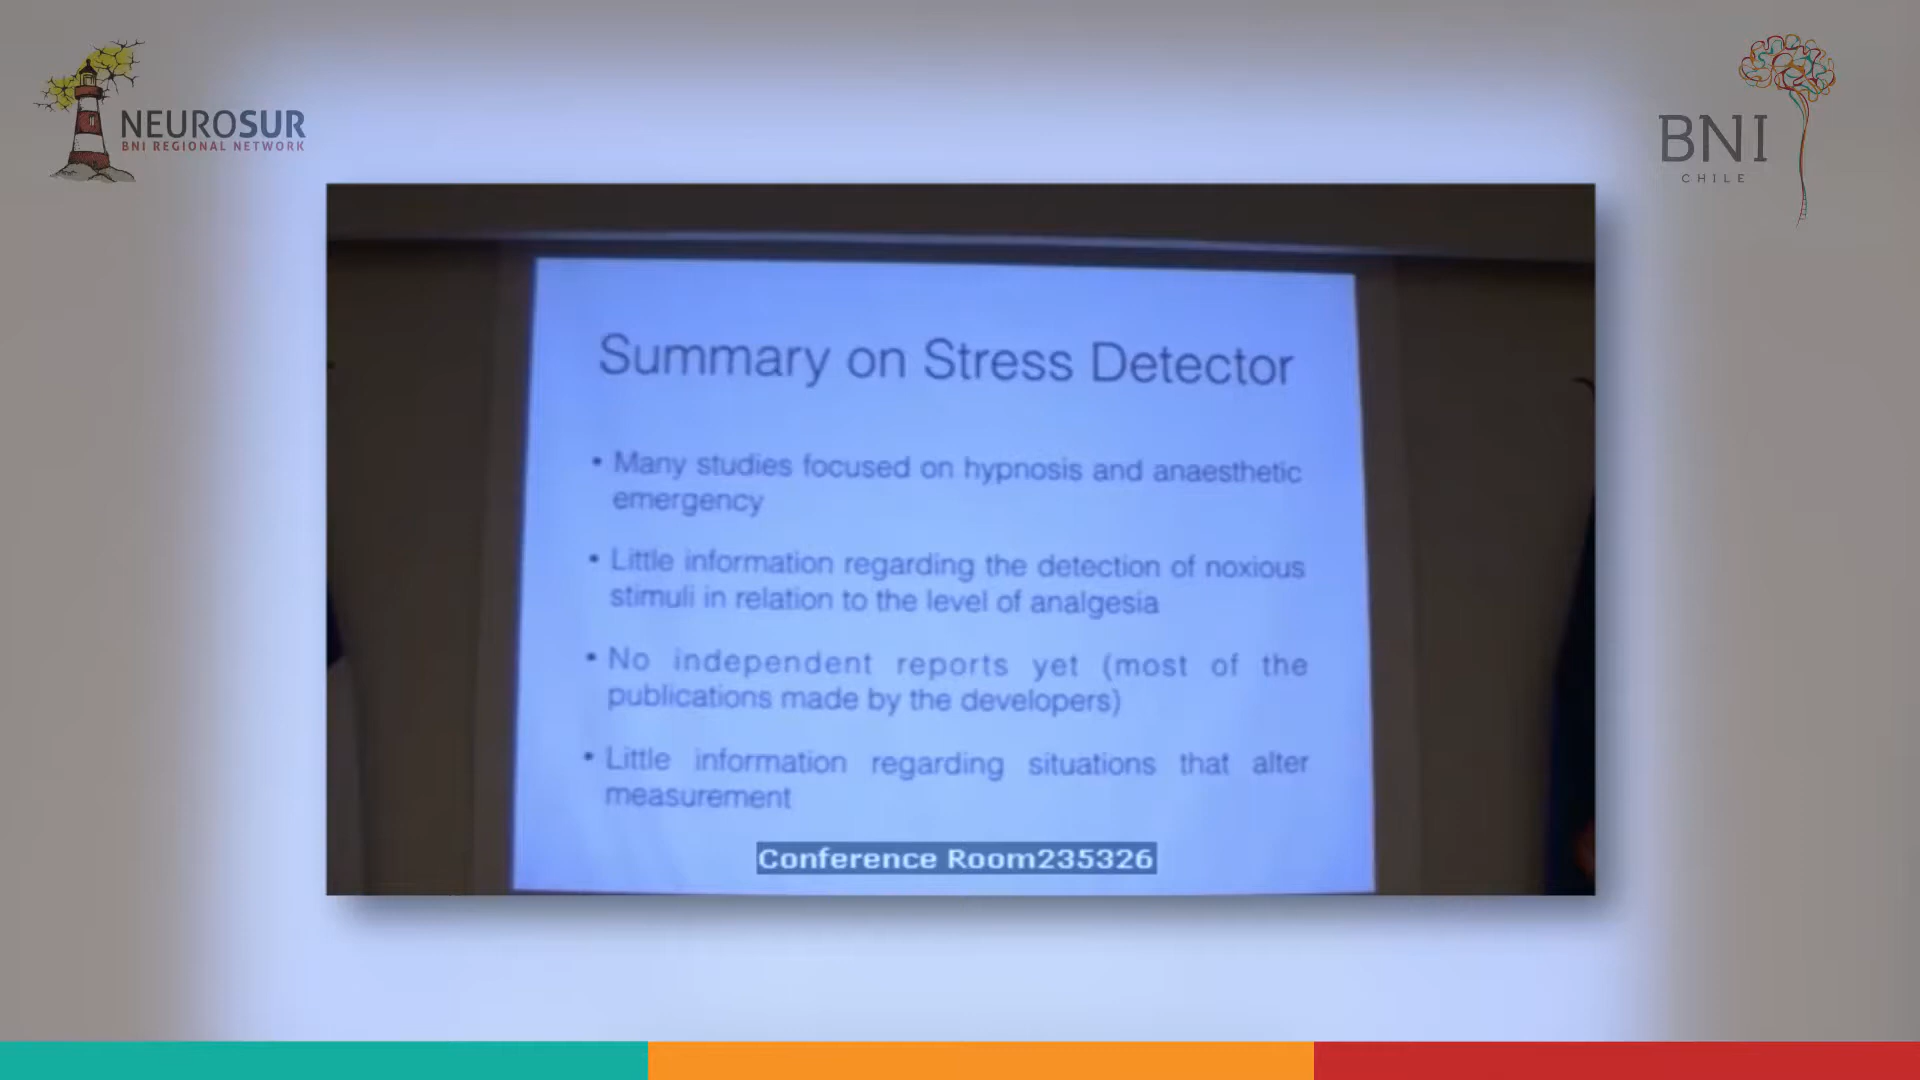 NEUROSUR
BNI REGIONAL NETWORK
BNI
CHILE
Summary on Stress Detector
• Many studies focused on hypnosis and anaesthetic
emergency
• Little information regarding the detection of noxious
stimuli in relation to the level of analgesia
• No independent reports yet (most of the
publications made by the developers)
• Little information regarding situations that alter
measurement
Conference Room235326